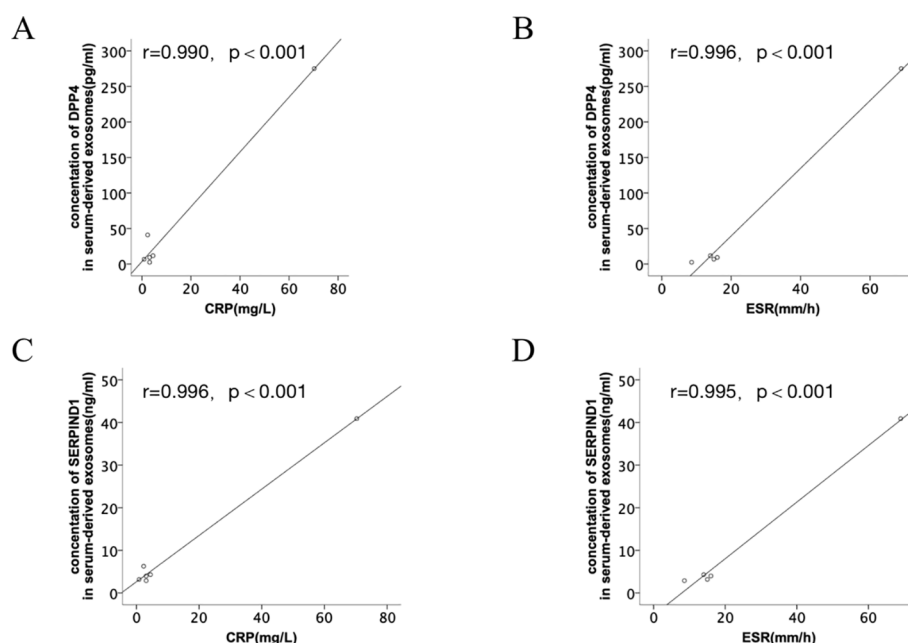 A
r=0.990, p<0.001
concentation of DPP4
in serum-derived exosomes(pg/ml)
300
250
200
150
100
50
0
0 20 40 60 80
CRP(mg/L)
B
r=0.996, p<0.001
concentation of DPP4
in serum-derived exosomes(pg/ml)
300
250
200
150
100
50
0
0 20 40 60
ESR(mm/h)
C
r=0.996, p<0.001
concentation of SERPIND1
in serum-derived exosomes(ng/ml)
50
40
30
20
10
0
0 20 40 60 80
CRP(mg/L)
D
r=0.995, p<0.001
concentation of SERPIND1
in serum-derived exosomes(ng/ml)
50
40
30
20
10
0
0 20 40 60
ESR(mm/h)